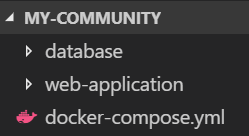 MY-COMMUNITY
database
web-application
docker-compose.yml